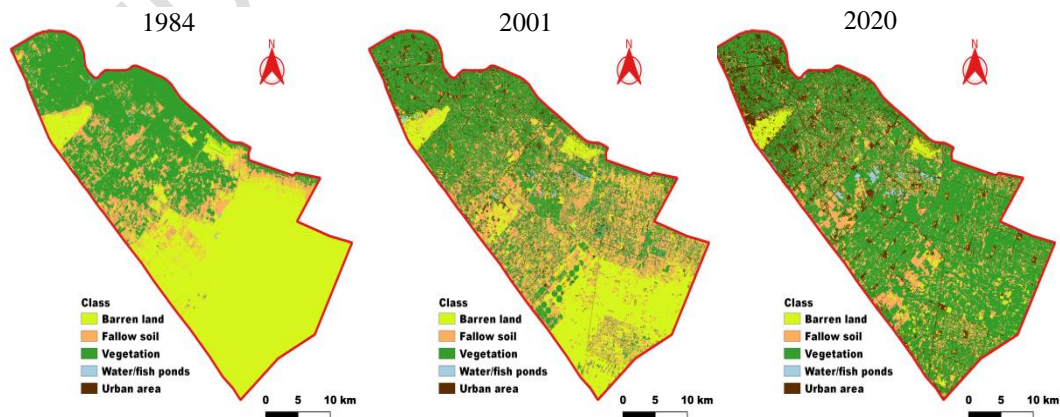 1984
N
Class
Barren land
Fallow soil
Vegetation
Water/fish ponds
Urban area
0 5 10 km
2001
N
Class
Barren land
Fallow soil
Vegetation
Water/fish ponds
Urban area
0 5 10 km
2020
N
Class
Barren land
Fallow soil
Vegetation
Water/fish ponds
Urban area
0 5 10 km